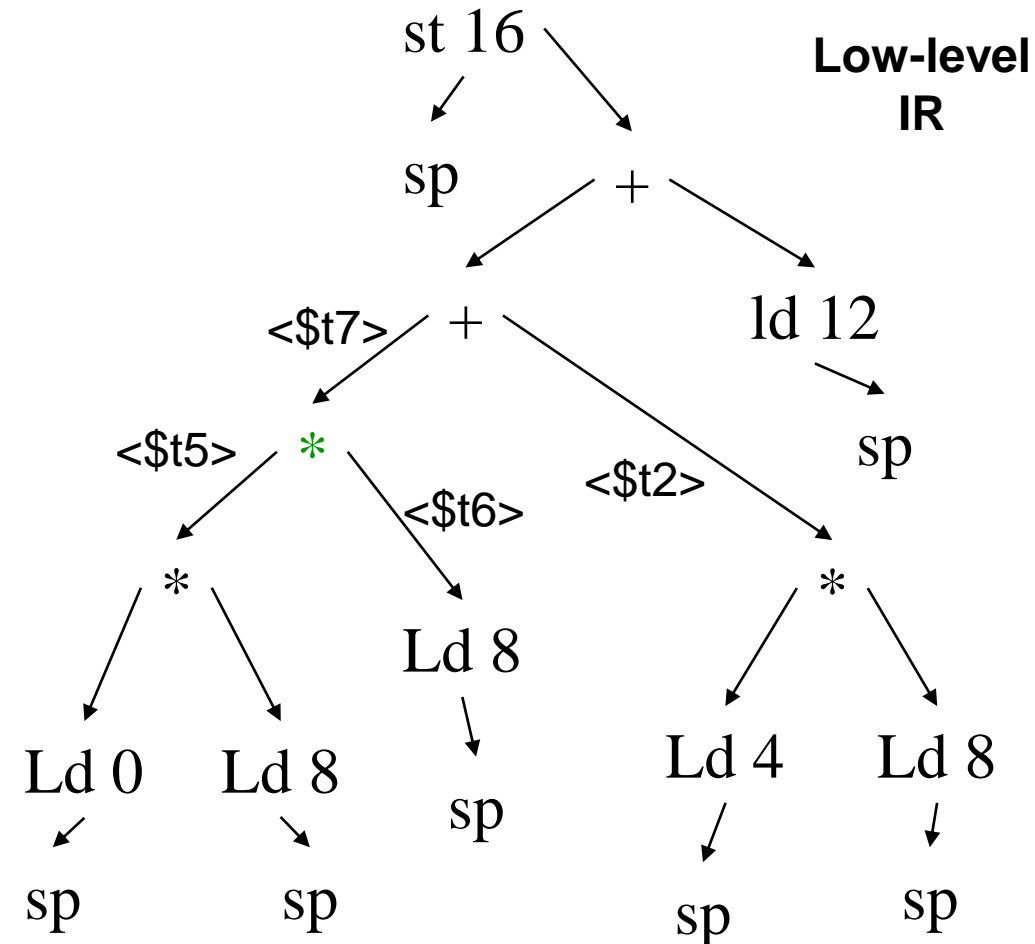 st 16
Low-level
IR
sp
+
<$t7>
+
ld 12
<$t5>
*
<$t6>
<$t2>
sp
*
*
Ld 8
Ld 0
Ld 8
Ld 4
Ld 8
sp
sp
sp
sp
sp